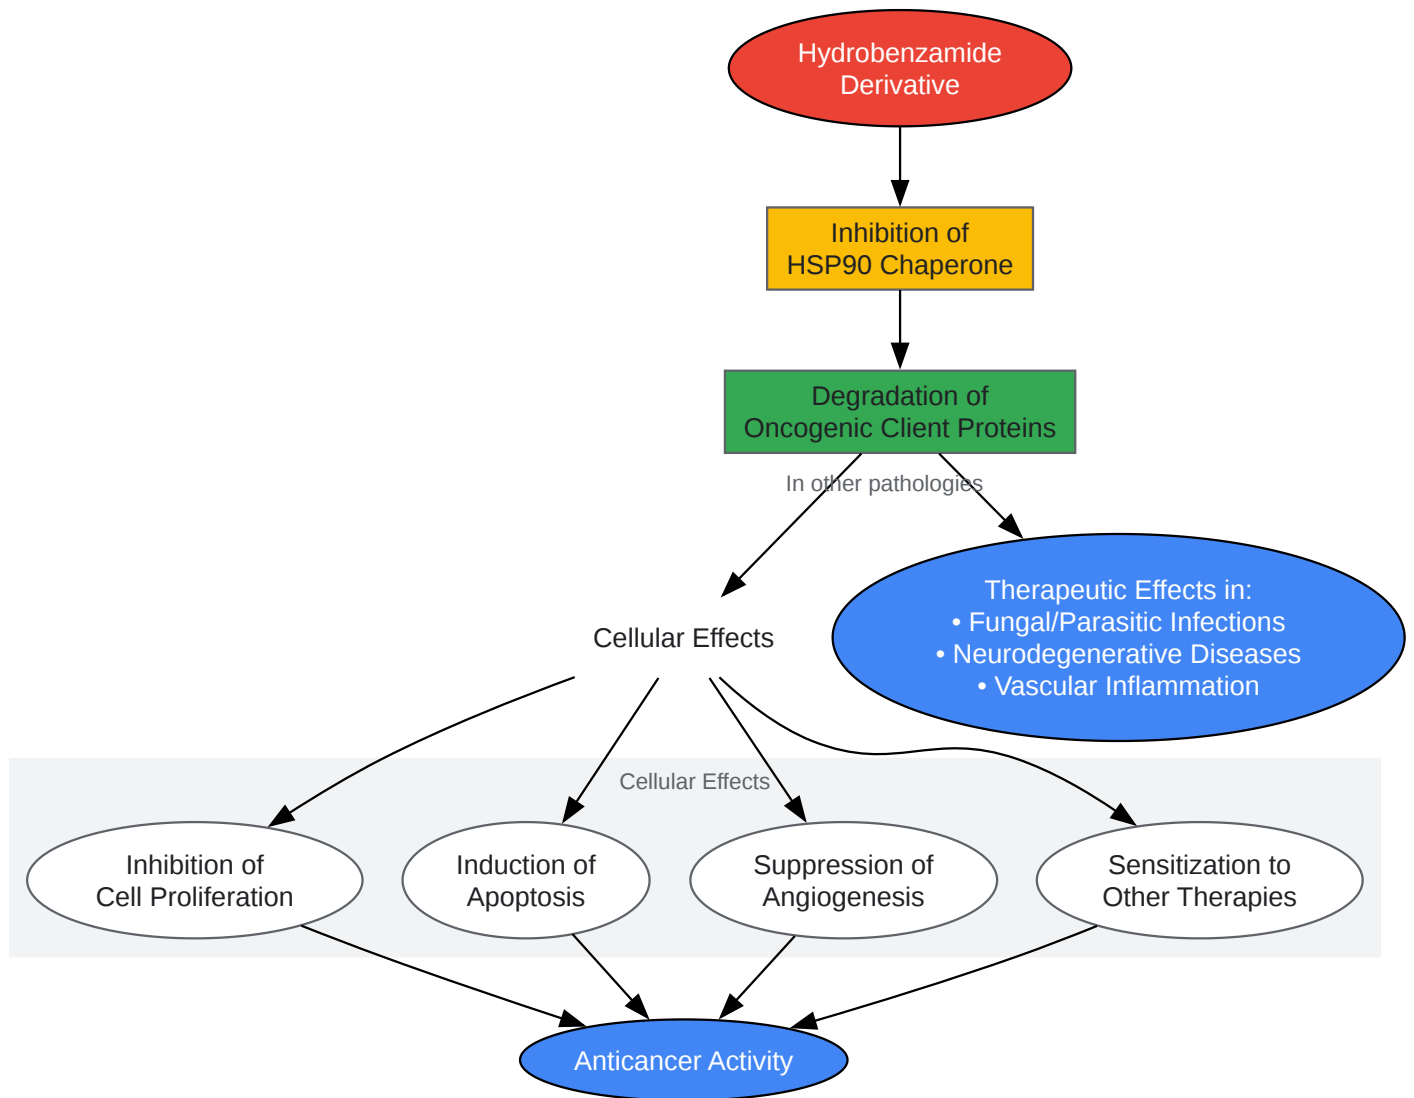 Hydrobenzamide
Derivative
Inhibition of
HSP90 Chaperone
Degradation of
Oncogenic Client Proteins
In other pathologies
Therapeutic Effects in:
• Fungal/Parasitic Infections
• Neurodegenerative Diseases
• Vascular Inflammation
Cellular Effects
Cellular Effects
Inhibition of
Cell Proliferation
Induction of
Apoptosis
Suppression of
Angiogenesis
Sensitization to
Other Therapies
Anticancer Activity